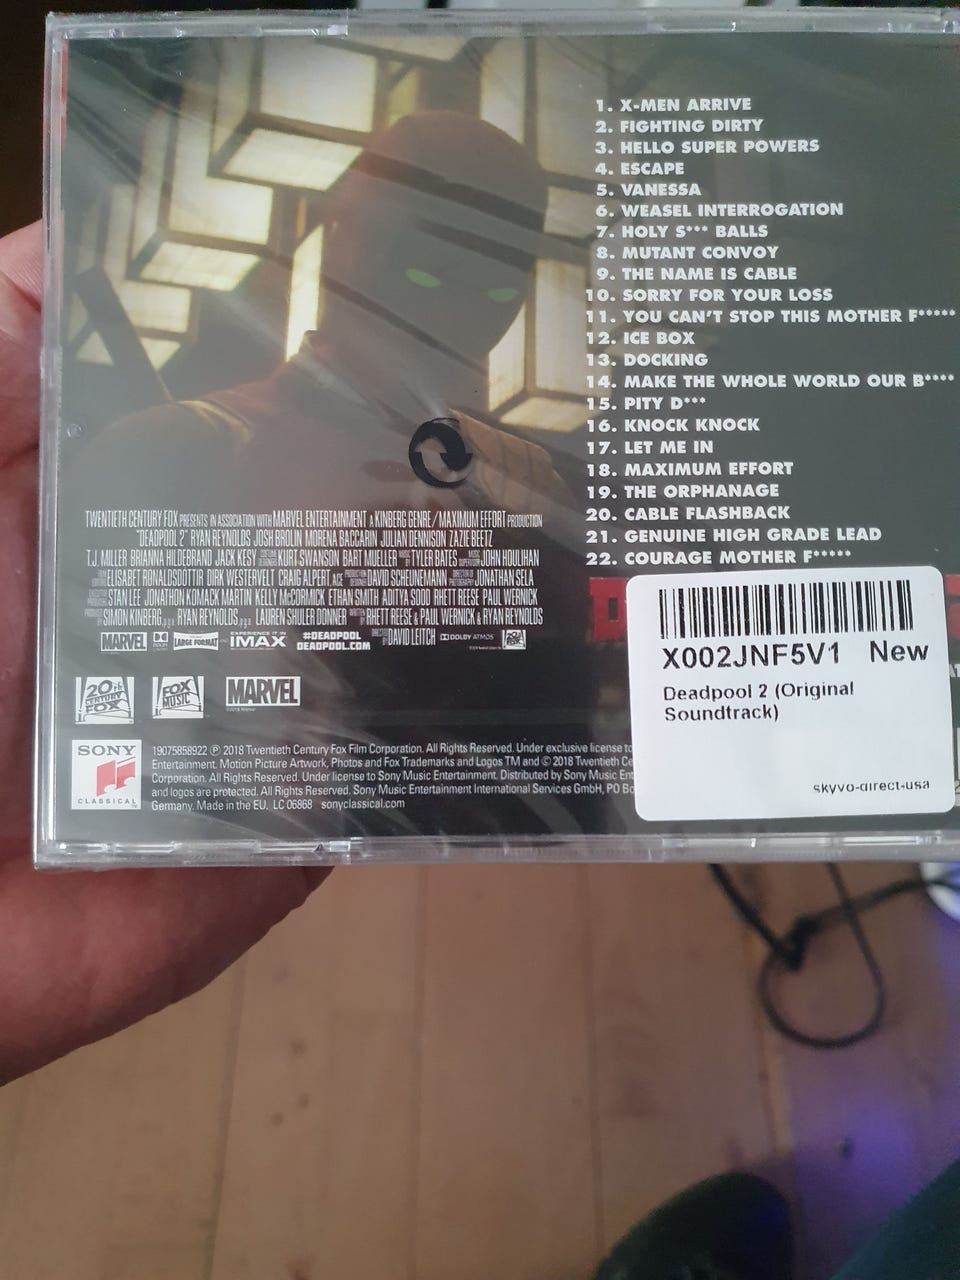 1. X-MEN ARRIVE
2. FIGHTING DIRTY
3. HELLO SUPER POWERS
4. ESCAPE
5. VANESSA
6. WEASEL INTERROGATION
7. HOLY S*** BALLS
8. MUTANT CONVOY
9. THE NAME IS CABLE
10. SORRY FOR YOUR LOSS
11. YOU CAN'T STOP THIS MOTHER F*****
12. ICE BOX
13. DOCKING
14. MAKE THE WHOLE WORLD OUR B****
15. PITY D***
16. KNOCK KNOCK
17. LET ME IN
18. MAXIMUM EFFORT
19. THE ORPHANAGE
20. CABLE FLASHBACK
21. GENUINE HIGH GRADE LEAD
22. COURAGE MOTHER F*****
TWENTIETH CENTURY FOX PRESENTS IN ASSOCIATION WITH MARVEL ENTERTAINMENT A KINBERG GENRE/MAXIMUM EFFORT PRODUCTION
"DEADPOOL 2" RYAN REYNOLDS JOSH BROLIN MORENA BACCARIN JULIAN DENNISON ZAZIE BEETZ
T.J. MILLER BRIANNA HILDEBRAND JACK KESY KURT SWANSON BART MUELLER TYLER BATES JOHN HOULIHAN
ELISABET RONALDSDOTTIR DIRK WESTERVELT CRAIG ALPERT ACE DAVID SCHEUNEMANN JONATHAN SELA
STAN LEE JONATHON KOMACK MARTIN KELLY McCORMICK ETHAN SMITH ADITYA SOOD RHETT REESE PAUL WERNICK
SIMON KINBERG, p.g.a. RYAN REYNOLDS, p.g.a. LAUREN SHULER DONNER RHETT REESE & PAUL WERNICK & RYAN REYNOLDS
MARVEL LARGE FORMAT EXPERIENCE IT IN IMAX #DEADPOOL DEADPOOL.COM DIRECTED BY DAVID LEITCH DOLBY ATMOS
20th CENTURY FOX FOX MUSIC MARVEL
SONY CLASSICAL
19075858922 ℗ 2018 Twentieth Century Fox Film Corporation. All Rights Reserved. Under exclusive license to
Entertainment. Motion Picture Artwork, Photos and Fox Trademarks and Logos TM and © 2018 Twentieth Ce
Corporation. All Rights Reserved. Under license to Sony Music Entertainment. Distributed by Sony Music Ent
and logos are protected. All Rights Reserved. Sony Music Entertainment International Services GmbH, PO Bo
Germany. Made in the EU. LC 06868 sonyclassical.com
X002JNF5V1 New
Deadpool 2 (Original
Soundtrack)
skyvo-direct-usa